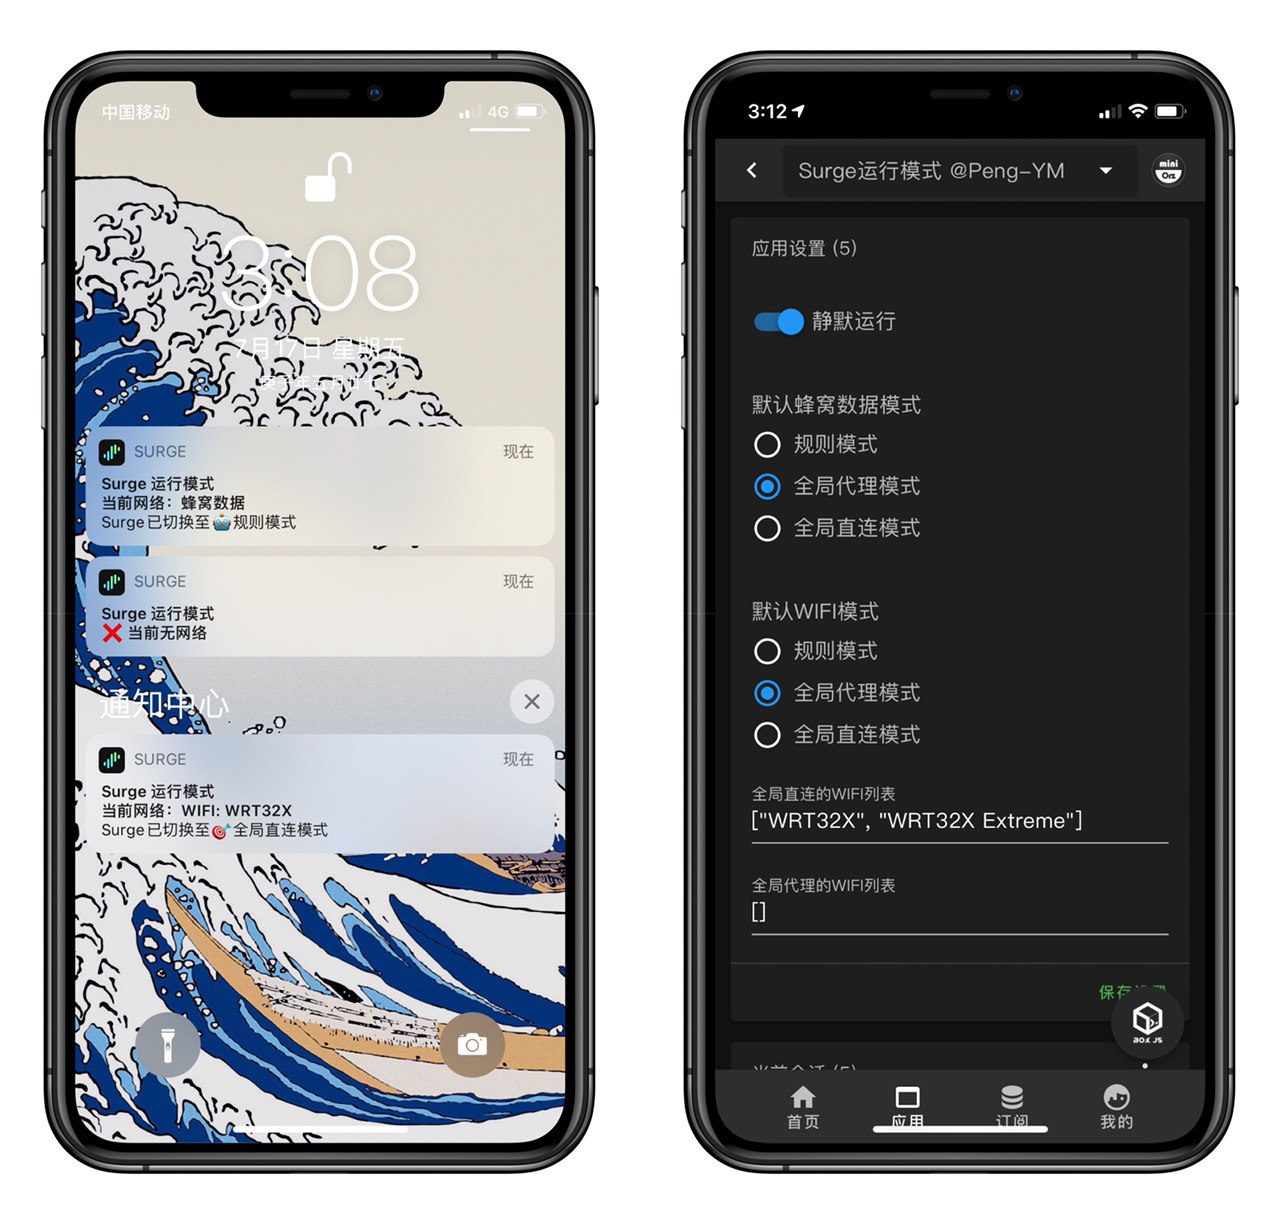 中国移动
4G
3:08
7月17日 星期五
SURGE
现在
Surge 运行模式
当前网络：蜂窝数据
Surge已切换至🤖规则模式
SURGE
现在
Surge 运行模式
❌ 当前无网络
通知中心
SURGE
现在
Surge 运行模式
当前网络：WIFI: WRT32X
Surge已切换至🎯全局直连模式
3:12
Surge运行模式 @Peng-YM
mini
Orz
应用设置 (5)
静默运行
默认蜂窝数据模式
规则模式
全局代理模式
全局直连模式
默认WIFI模式
规则模式
全局代理模式
全局直连模式
全局直连的WIFI列表
["WRT32X", "WRT32X Extreme"]
全局代理的WIFI列表
[]
保存设置
BOX JS
当前会话 (5)
首页
应用
订阅
我的